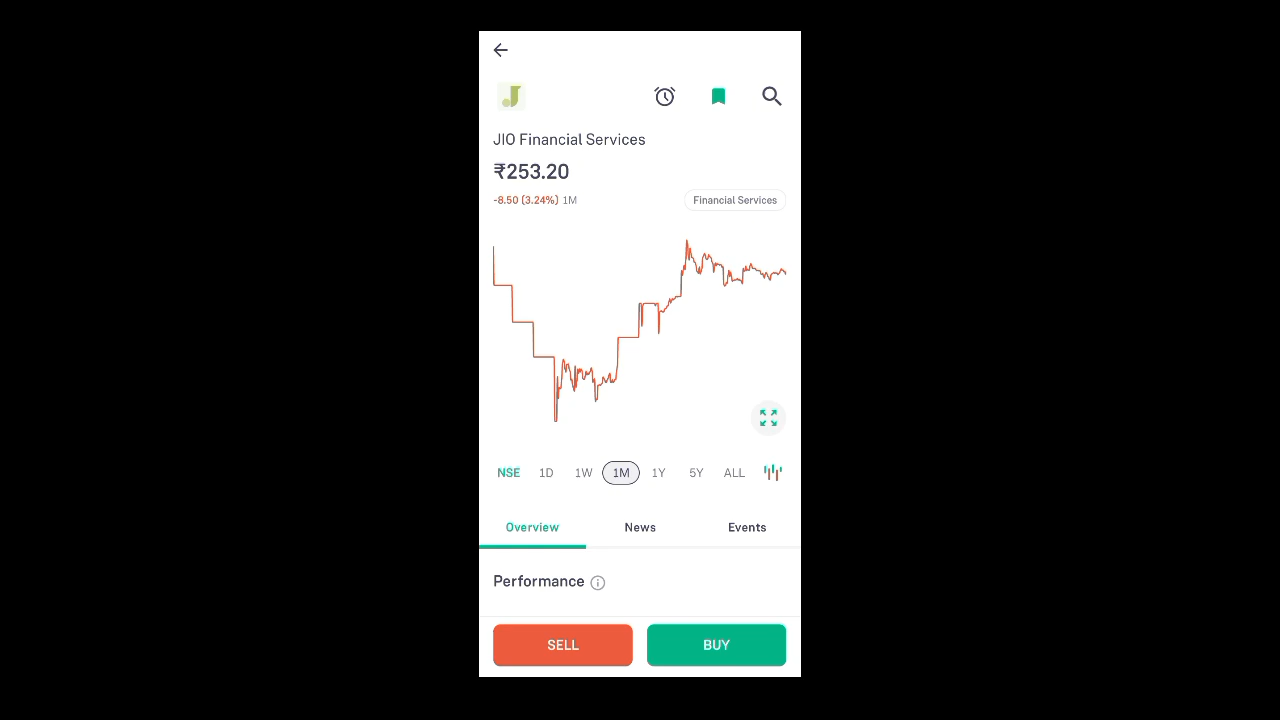 JIO Financial Services
₹253.20
-8.50 (3.24%) 1M
Financial Services
NSE 1D 1W 1M 1Y 5Y ALL
Overview News Events
Performance
SELL BUY